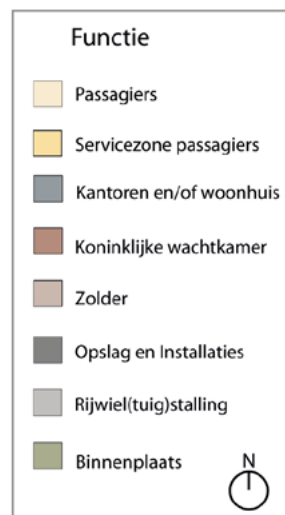 Functie
Passagiers
Servicezone passagiers
Kantoren en/of woonhuis
Koninklijke wachtkamer
Zolder
Opslag en Installaties
Rijwiel(tuig)stalling
Binnenplaats
N